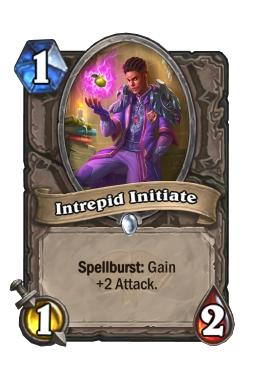 1
Intrepid Initiate
Spellburst: Gain
+2 Attack.
1
2